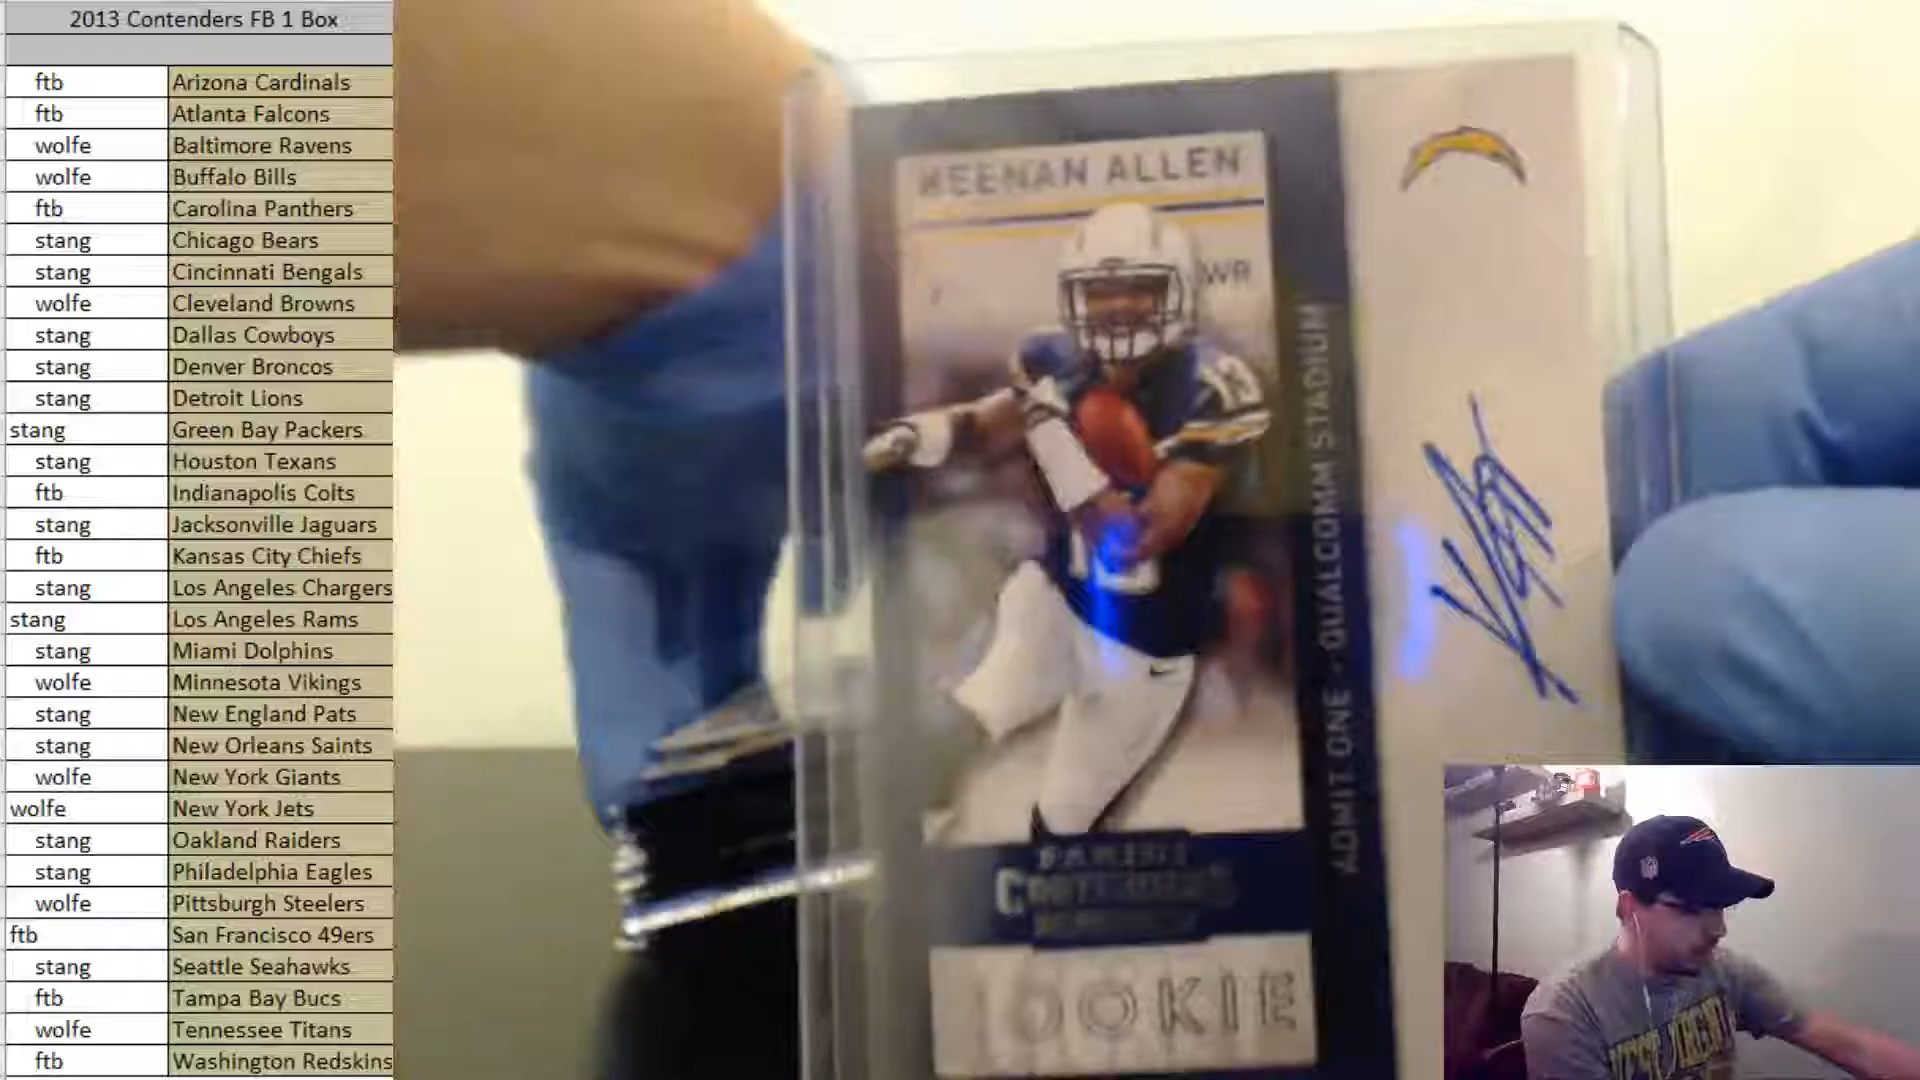 2013 Contenders FB 1 Box
ftb Arizona Cardinals
ftb Atlanta Falcons
wolfe Baltimore Ravens
wolfe Buffalo Bills
ftb Carolina Panthers
stang Chicago Bears
stang Cincinnati Bengals
wolfe Cleveland Browns
stang Dallas Cowboys
stang Denver Broncos
stang Detroit Lions
stang Green Bay Packers
stang Houston Texans
ftb Indianapolis Colts
stang Jacksonville Jaguars
ftb Kansas City Chiefs
stang Los Angeles Chargers
stang Los Angeles Rams
stang Miami Dolphins
wolfe Minnesota Vikings
stang New England Pats
stang New Orleans Saints
wolfe New York Giants
wolfe New York Jets
stang Oakland Raiders
stang Philadelphia Eagles
wolfe Pittsburgh Steelers
ftb San Francisco 49ers
stang Seattle Seahawks
ftb Tampa Bay Bucs
wolfe Tennessee Titans
ftb Washington Redskins
KEENAN ALLEN
WR
13
ADMIT ONE - QUALCOMM STADIUM
PANINI
CONTENDERS
ROOKIE
NFL